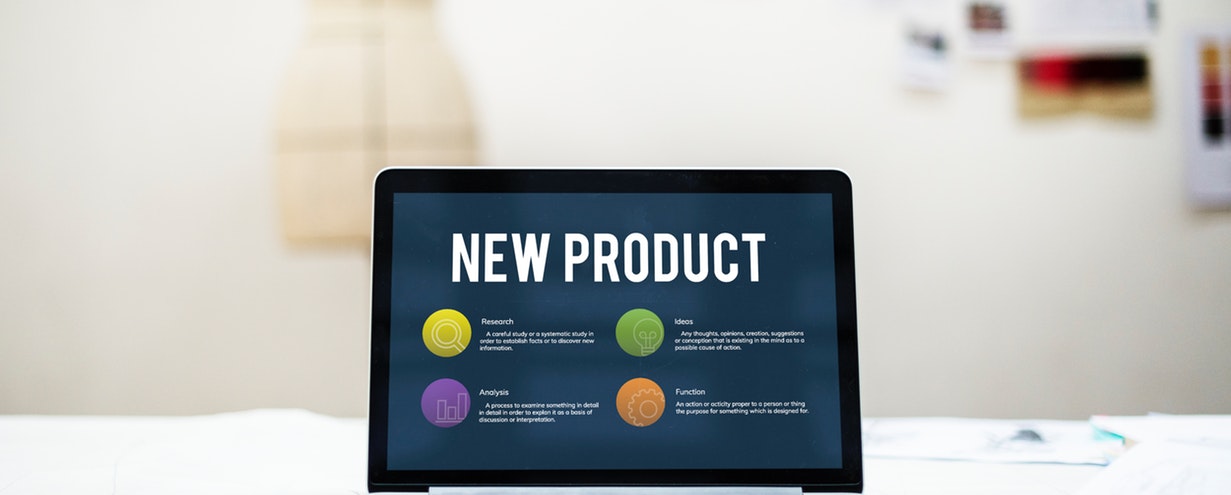 NEW PRODUCT
Research
A careful study or a systematic study in
order to establish facts or to discover new
information.
Ideas
Any thoughts, opinions, creation, suggestions
or conception that is existing in the mind as to a
possible cause of action.
Analysis
A process to examine something in detail
in detail in order to explan it as a basis of
discussion or interpretation.
Function
An action or activity proper to a person or thing
the purpose for something which is designed for.